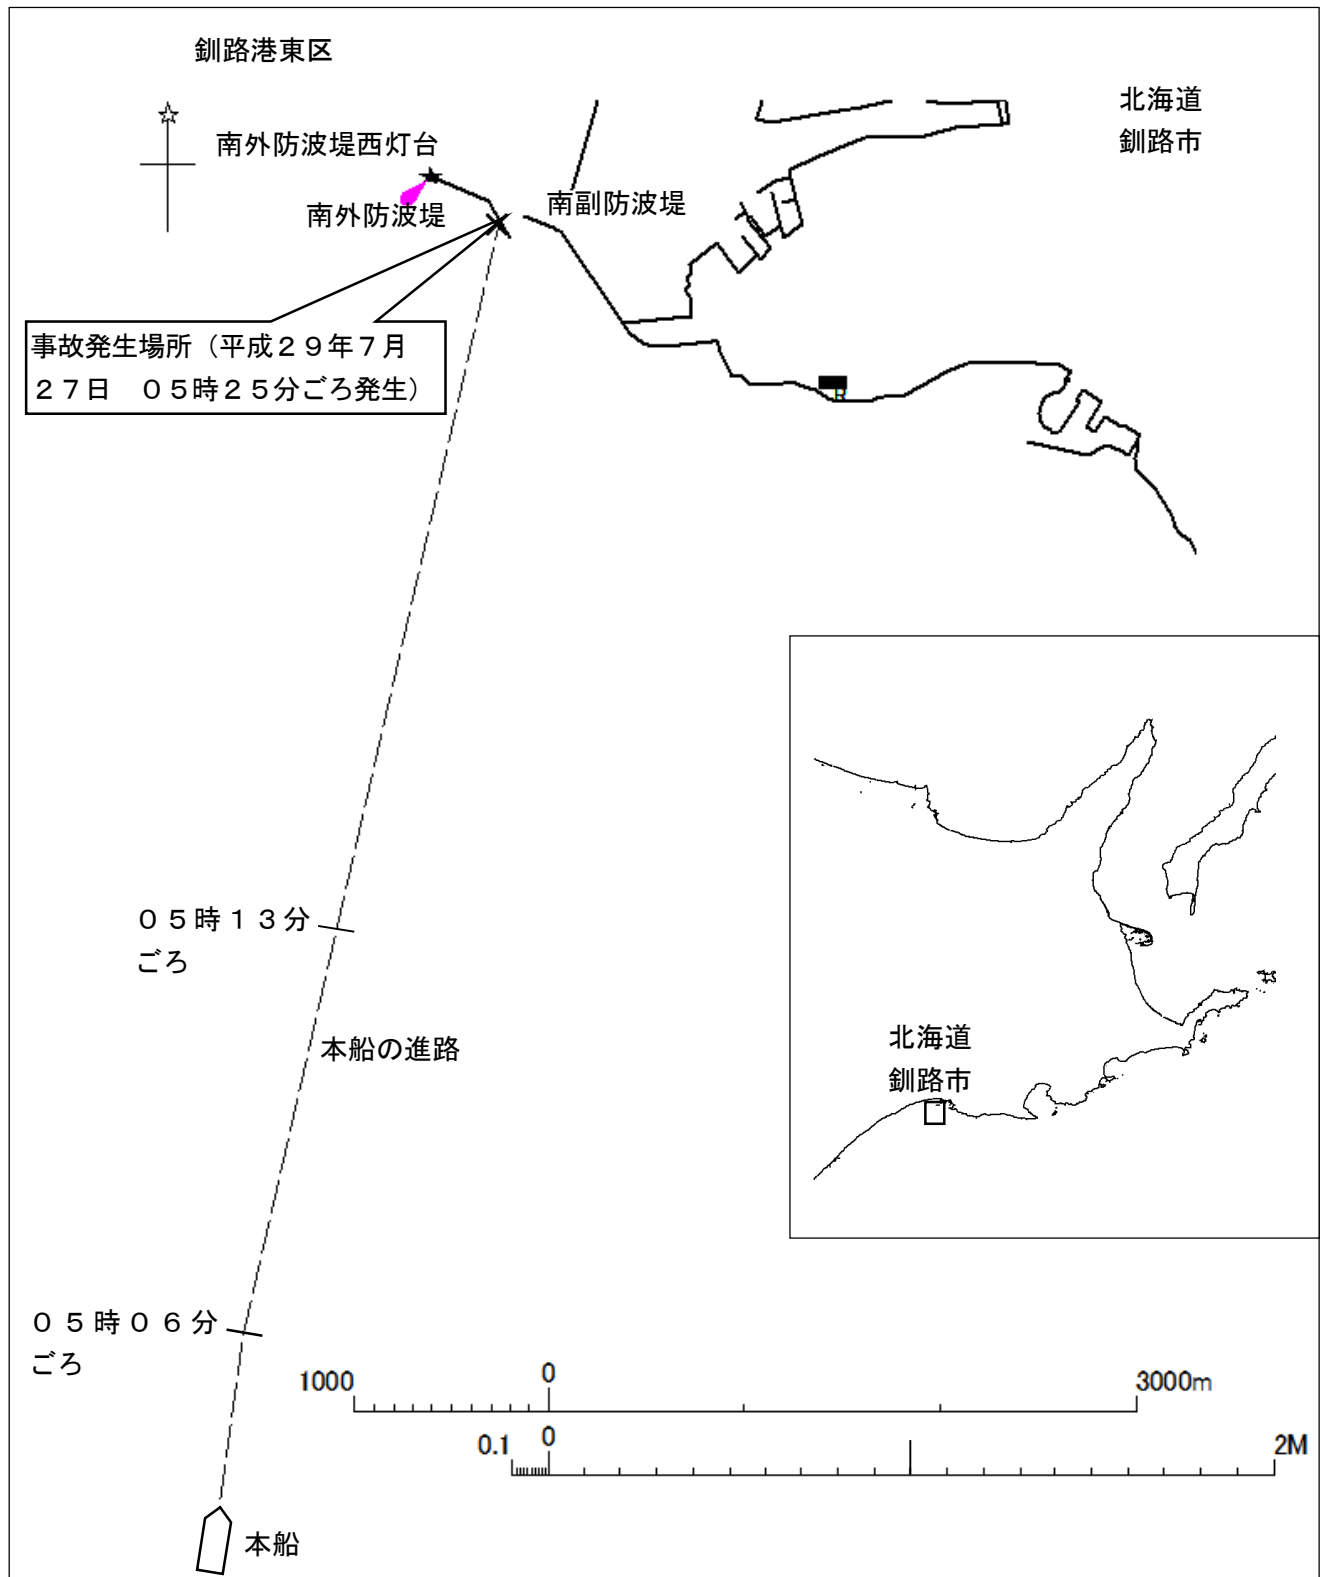 釧路港東区
北海道
釧路市
南外防波堤西灯台
南外防波堤
南副防波堤
事故発生場所（平成２９年７月
２７日　０５時２５分ごろ発生）
R
０５時１３分
ごろ
本船の進路
北海道
釧路市
０５時０６分
ごろ
1000
0
3000m
0.1
0
2M
本船